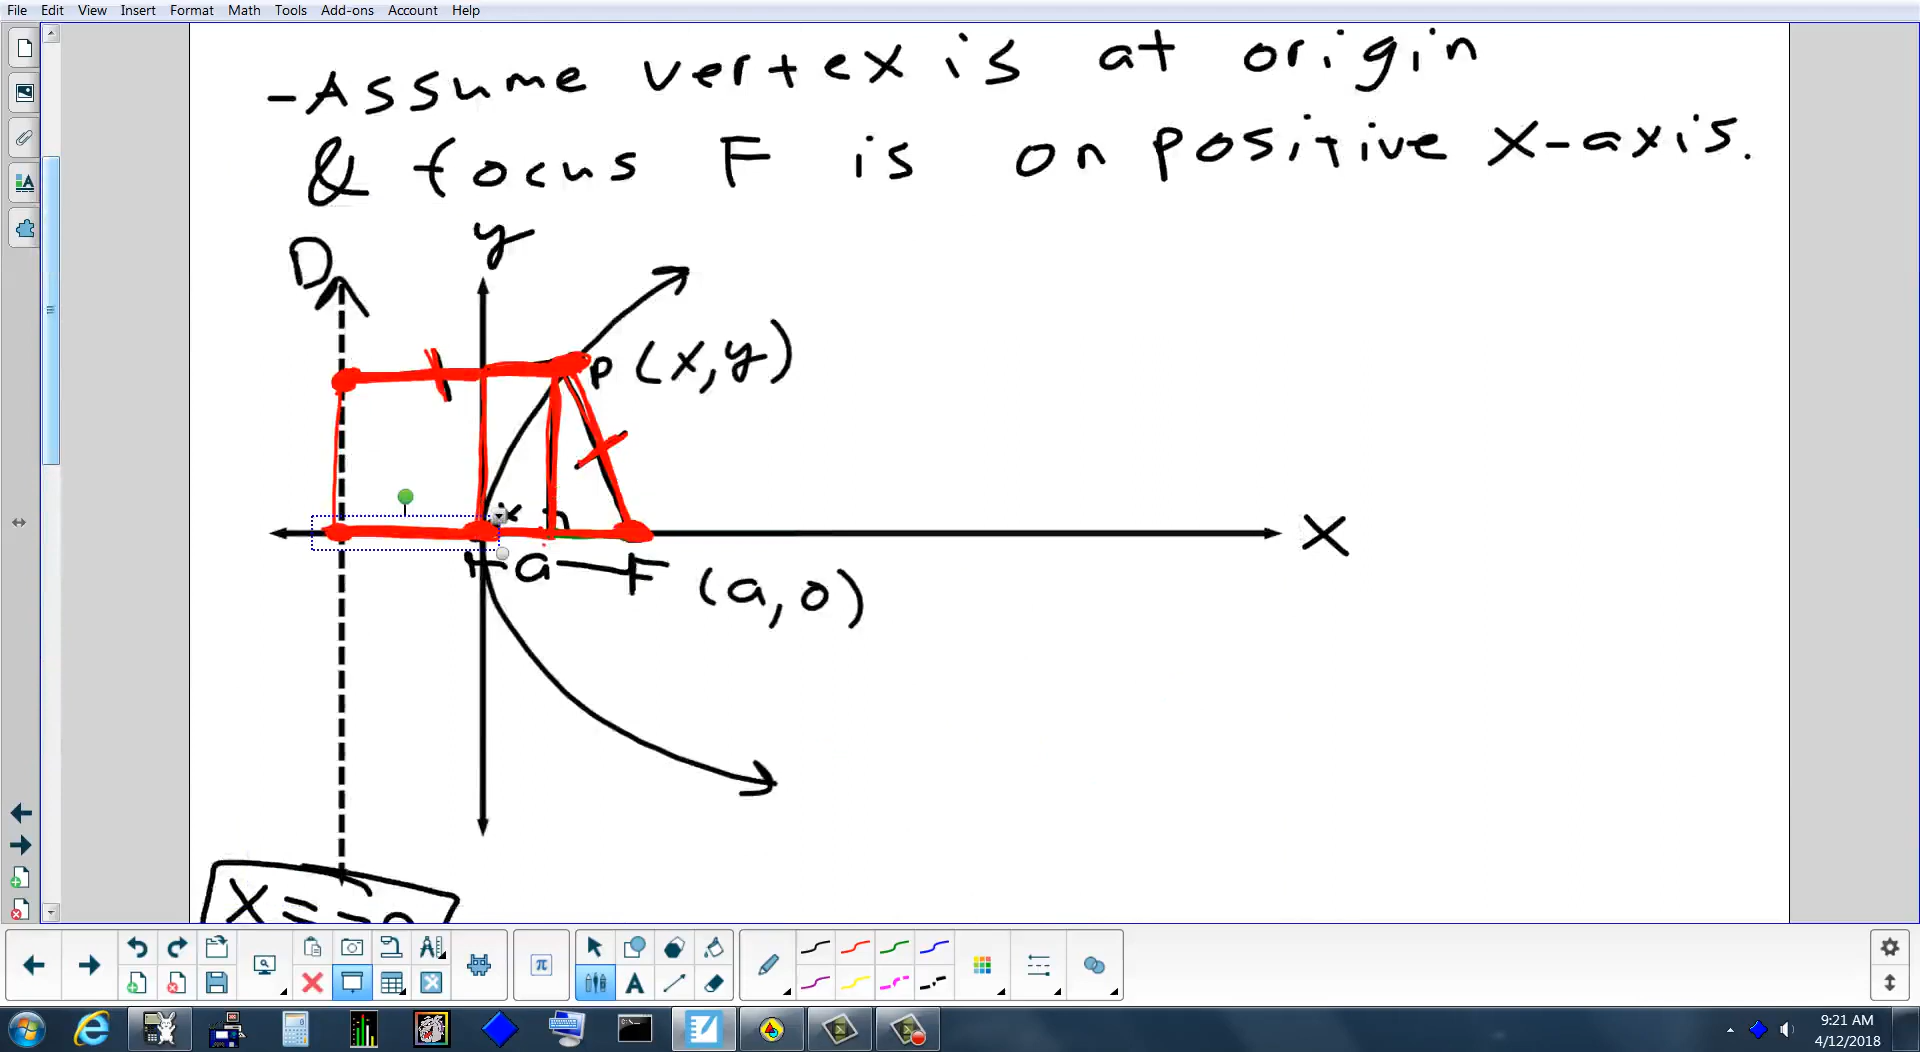 File Edit View Insert Format Math Tools Add-ons Account Help
-Assume vertex is at origin
& focus F is on positive x-axis.
D
y
P (x,y)
x
X
a
F (a,0)
π
A
9:21 AM
4/12/2018